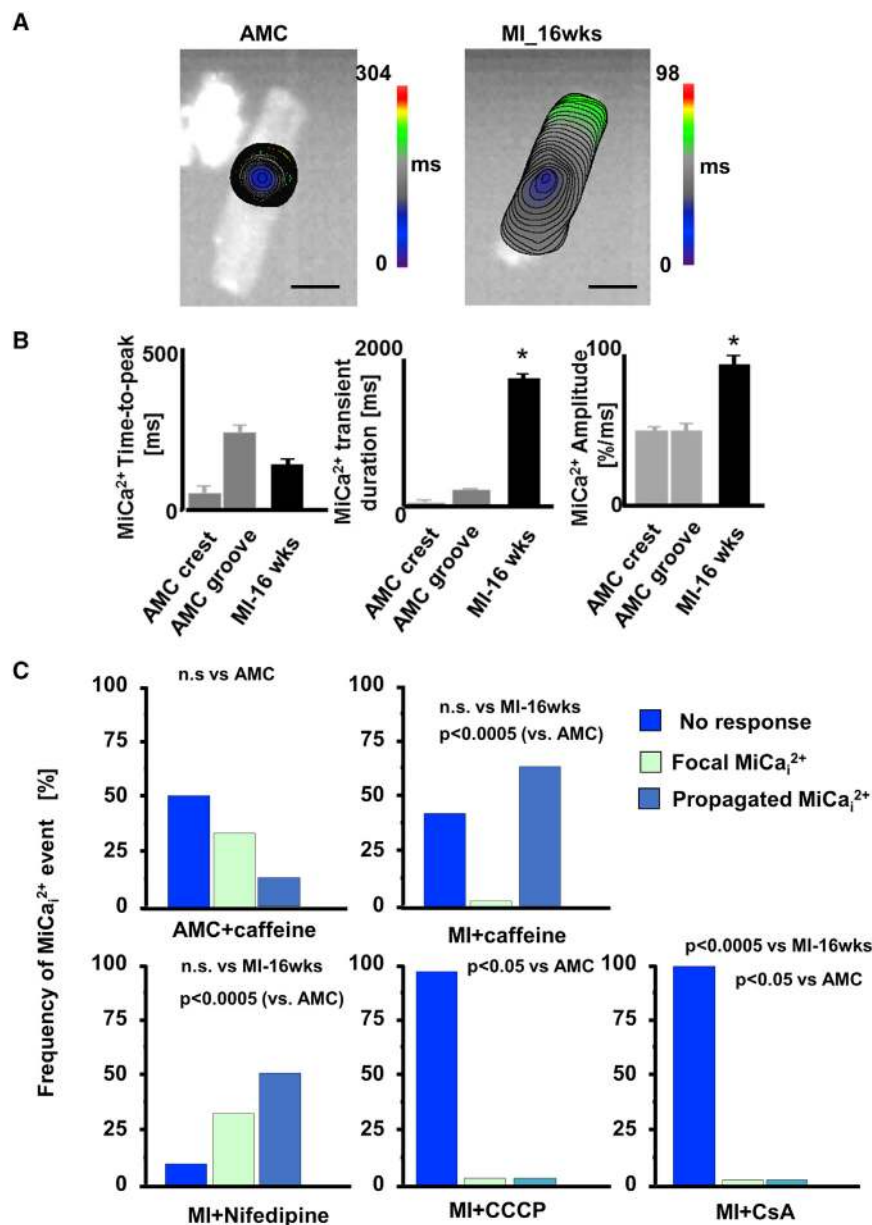 A
AMC
MI_16wks
304
98
ms
ms
0
0
B
MiCa²⁺ Time-to-peak
[ms]
500
0
AMC crest
AMC groove
MI-16 wks
MiCa²⁺ transient
duration [ms]
2000
0
*
AMC crest
AMC groove
MI-16 wks
MiCa²⁺ Amplitude
[%/ms]
100
0
*
AMC crest
AMC groove
MI-16 wks
C
Frequency of MiCaᵢ²⁺ event [%]
n.s vs AMC
100
75
50
25
0
AMC+caffeine
n.s. vs MI-16wks
p<0.0005 (vs. AMC)
100
75
50
25
0
MI+caffeine
No response
Focal MiCaᵢ²⁺
Propagated MiCaᵢ²⁺
n.s. vs MI-16wks
p<0.0005 (vs. AMC)
100
75
50
25
0
MI+Nifedipine
p<0.05 vs AMC
100
75
50
25
0
MI+CCCP
p<0.0005 vs MI-16wks
p<0.05 vs AMC
100
75
50
25
0
MI+CsA